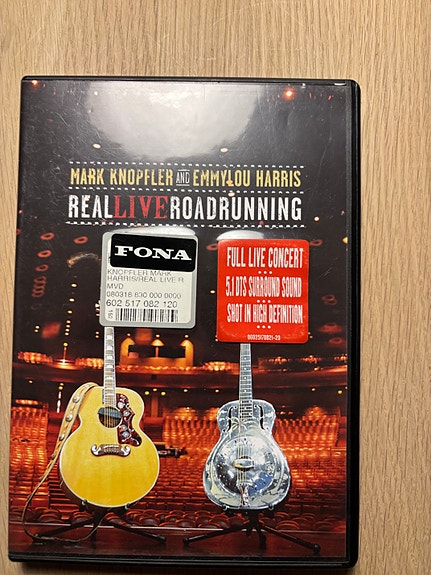 MARK KNOPFLER AND EMMYLOU HARRIS
REALLIVEROADRUNNING
FONA
KNOPFLER MARK
HARRIS/REAL LIVE R
MVD
080318 630 000 0000
602 517 082 120
FULL LIVE CONCERT
5.1 DTS SURROUND SOUND
SHOT IN HIGH DEFINITION